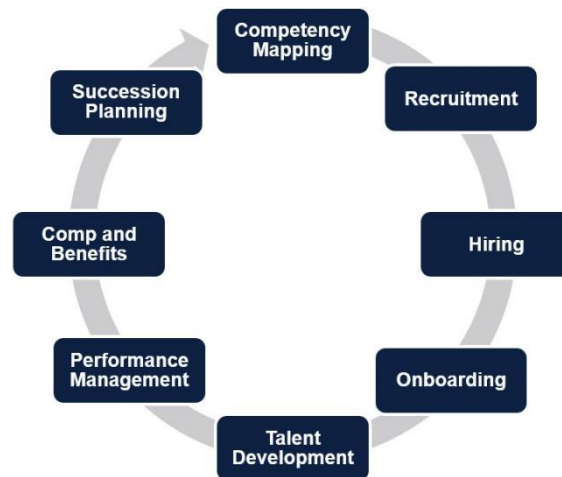 Competency
Mapping
Recruitment
Hiring
Onboarding
Talent
Development
Performance
Management
Comp and
Benefits
Succession
Planning